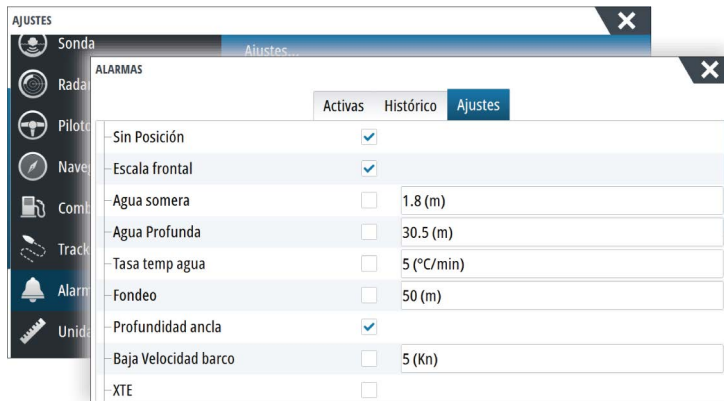 AJUSTES
Sonda
Ajustes...
Radar
ALARMAS
Activas Histórico Ajustes
Piloto
Sin Posición
Escala frontal
Nave
Agua somera 1.8 (m)
Comb
Agua Profunda 30.5 (m)
Track
Tasa temp agua 5 (°C/min)
Alarm
Fondeo 50 (m)
Unida
Profundidad ancla
Baja Velocidad barco 5 (Kn)
XTE